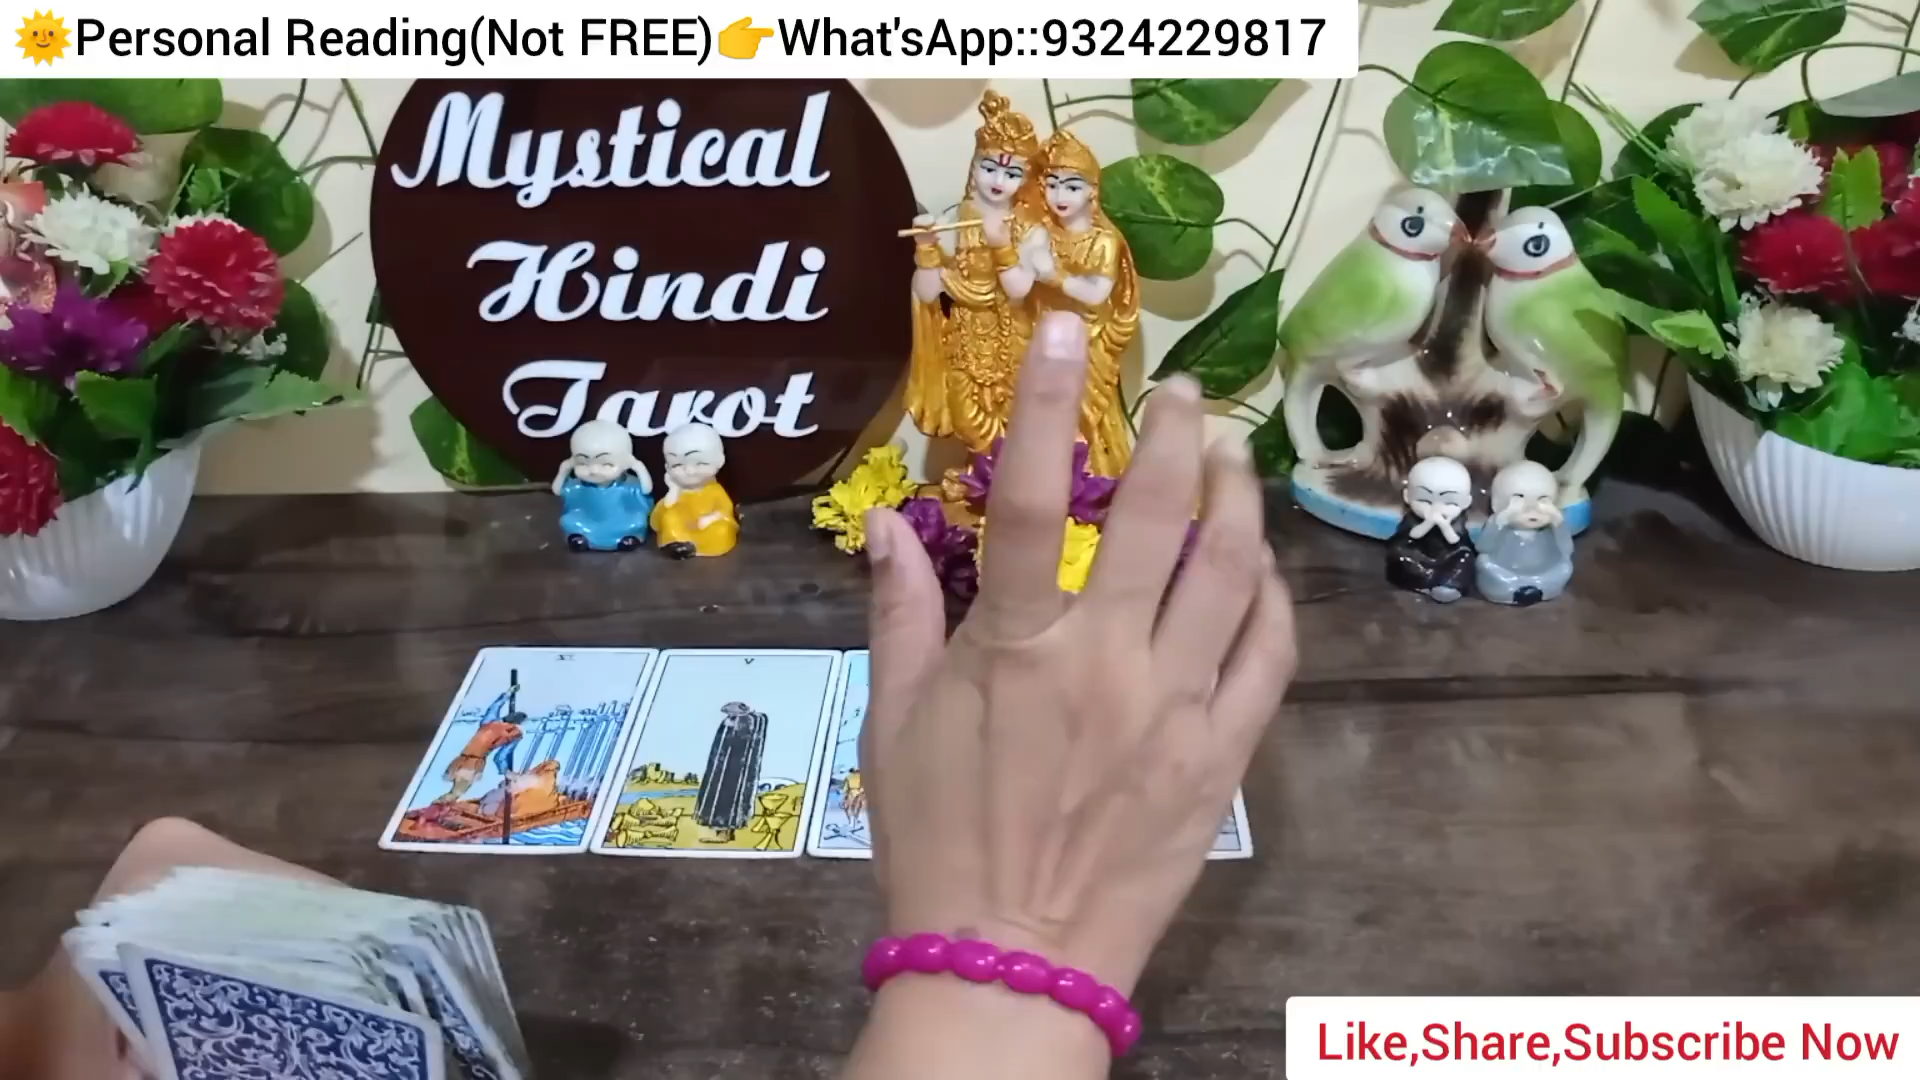 🌞Personal Reading(Not FREE)👉What'sApp::9324229817
Mystical
Hindi
Tarot
V
Like,Share,Subscribe Now